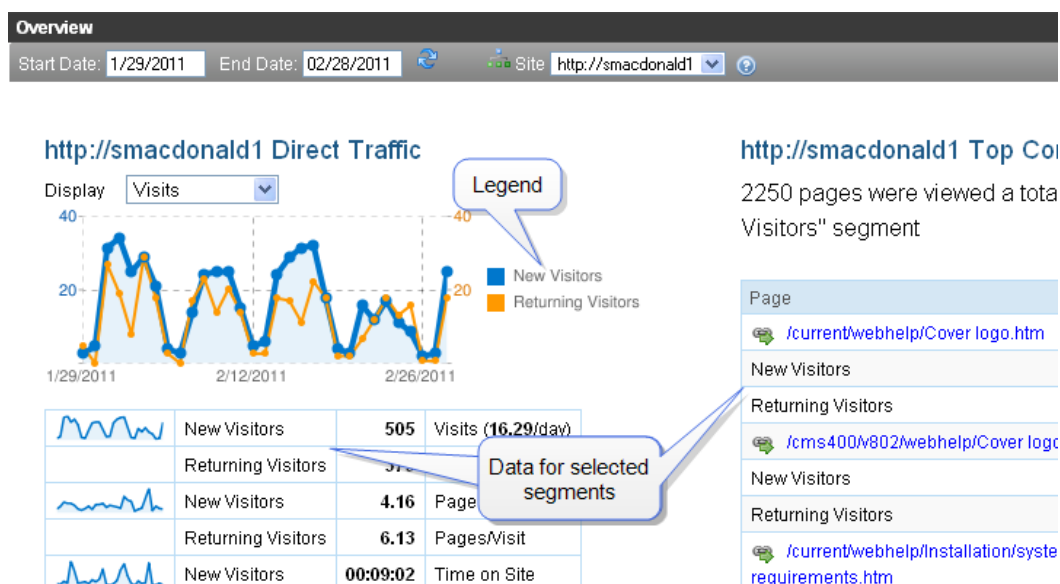 Overview
Start Date: 1/29/2011 End Date: 02/28/2011 Site http://smacdonald1
http://smacdonald1 Direct Traffic
Display Visits
Legend
40 40
20 20
1/29/2011 2/12/2011 2/26/2011
New Visitors
Returning Visitors
New Visitors 505 Visits (16.29/day)
Returning Visitors
New Visitors 4.16 Page
Returning Visitors 6.13 Pages/Visit
New Visitors 00:09:02 Time on Site
Data for selected
segments
http://smacdonald1 Top Co
2250 pages were viewed a tota
Visitors" segment
Page
/current/webhelp/Cover logo.htm
New Visitors
Returning Visitors
/cms400/v802/webhelp/Cover logo
New Visitors
Returning Visitors
/current/webhelp/Installation/syste
requirements.htm